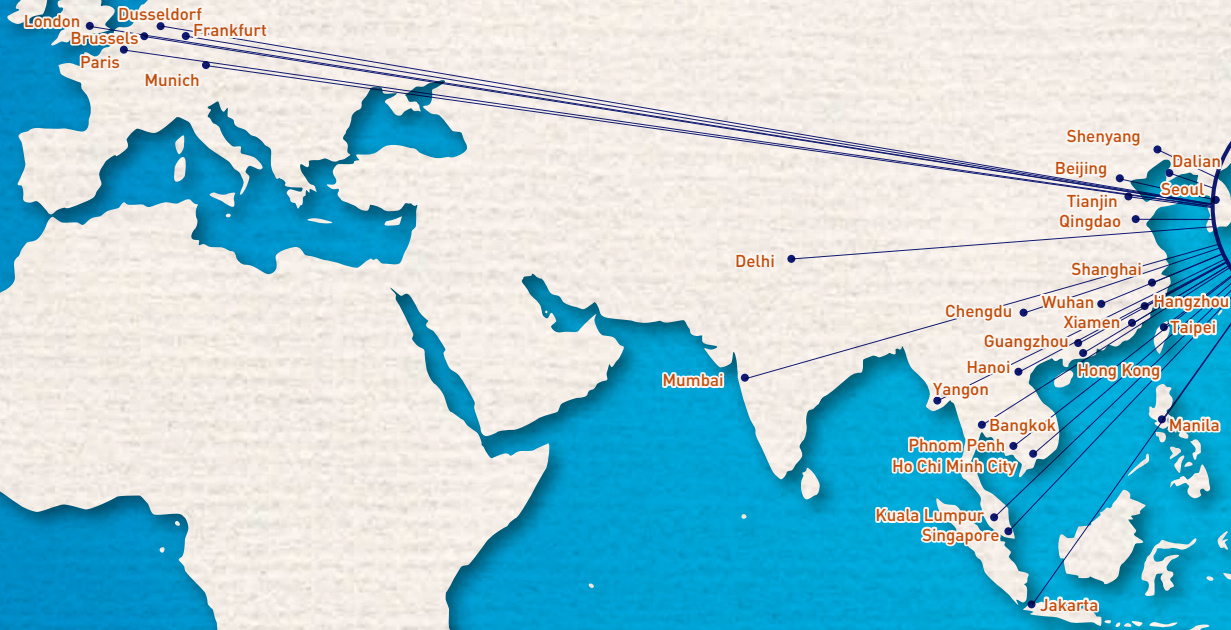 London
Dusseldorf
Frankfurt
Brussels
Paris
Munich
Shenyang
Dalian
Beijing
Seoul
Tianjin
Qingdao
Delhi
Shanghai
Wuhan
Hangzhou
Chengdu
Xiamen
Taipei
Guangzhou
Hanoi
Hong Kong
Mumbai
Yangon
Bangkok
Manila
Phnom Penh
Ho Chi Minh City
Kuala Lumpur
Singapore
Jakarta